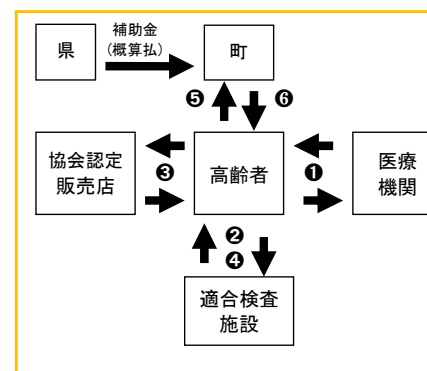 県
補助金
(概算払)
町
❺
❻
協会認定
販売店
❸
高齢者
❶
医療
機関
❷
❹
適合検査
施設